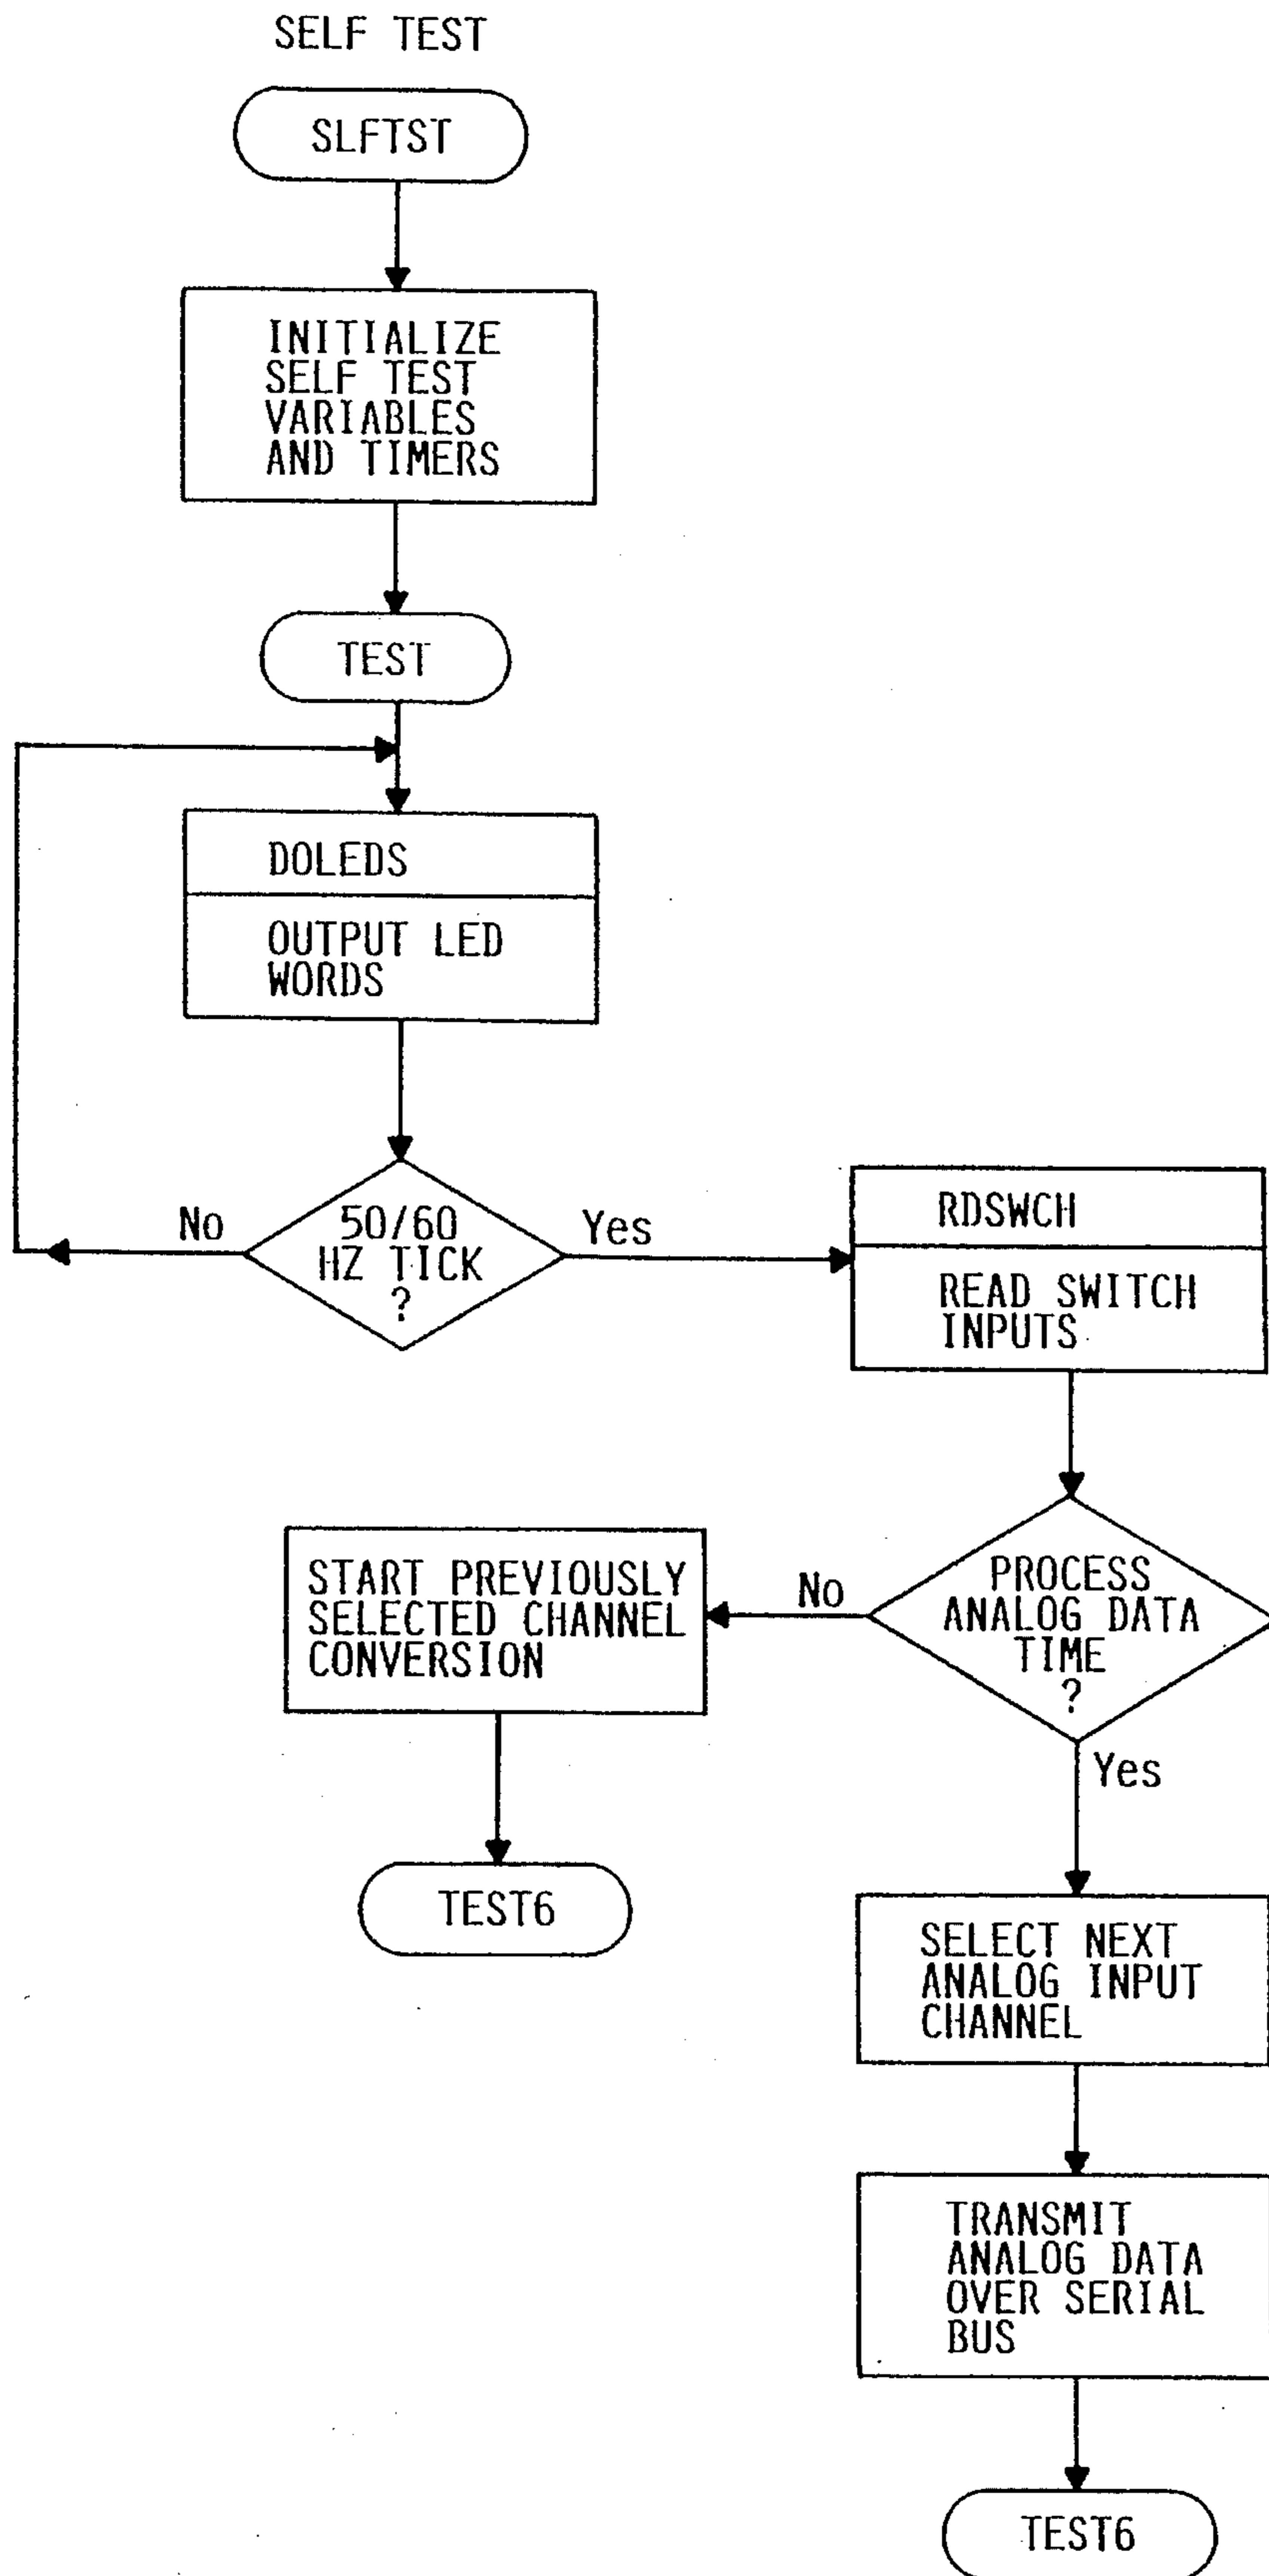 SELF TEST
SLFTST
INITIALIZE
SELF TEST
VARIABLES
AND TIMERS
TEST
DOLEDS
OUTPUT LED
WORDS
50/60
HZ TICK
?
No
Yes
RDSWCH
READ SWITCH
INPUTS
PROCESS
ANALOG DATA
TIME
?
No
START PREVIOUSLY
SELECTED CHANNEL
CONVERSION
TEST6
Yes
SELECT NEXT
ANALOG INPUT
CHANNEL
TRANSMIT
ANALOG DATA
OVER SERIAL
BUS
TEST6